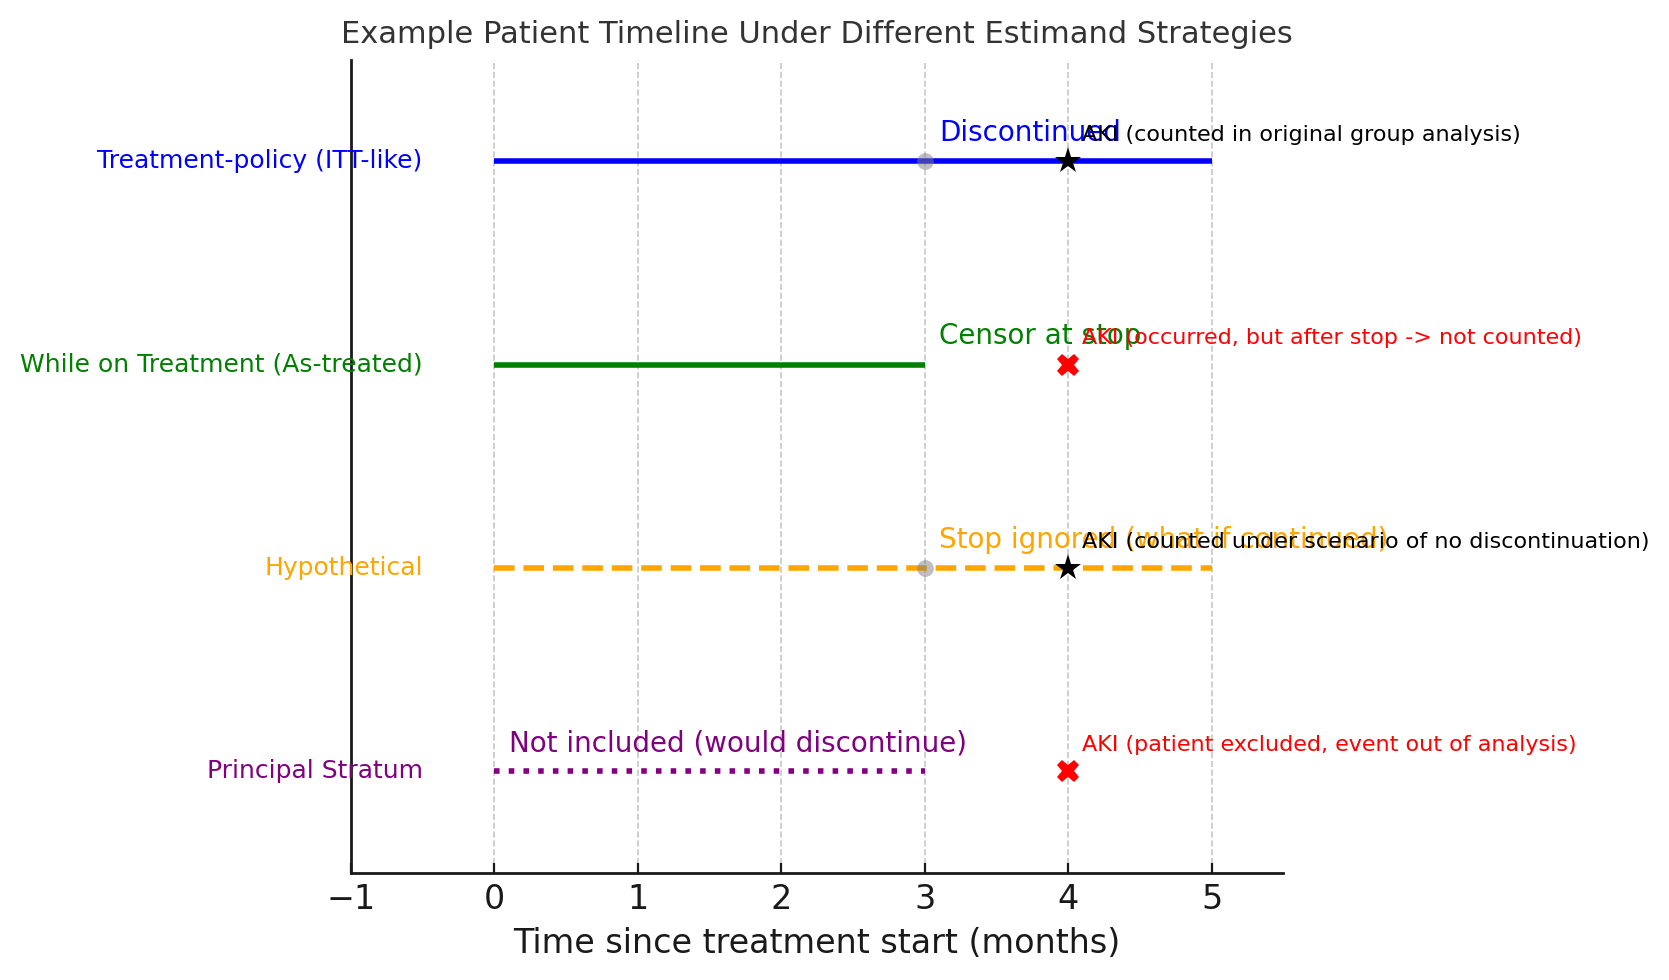 Example Patient Timeline Under Different Estimand Strategies
Discontinued
AKI (counted in original group analysis)
Treatment-policy (ITT-like)
Censor at stop
AKI (occurred, but after stop -> not counted)
While on Treatment (As-treated)
Stop ignored (what if continued)
AKI (counted under scenario of no discontinuation)
Hypothetical
Not included (would discontinue)
AKI (patient excluded, event out of analysis)
Principal Stratum
−1 0 1 2 3 4 5
Time since treatment start (months)